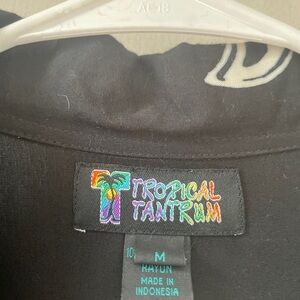 TROPICAL
TANTRUM
M
RAYON
MADE IN
INDONESIA